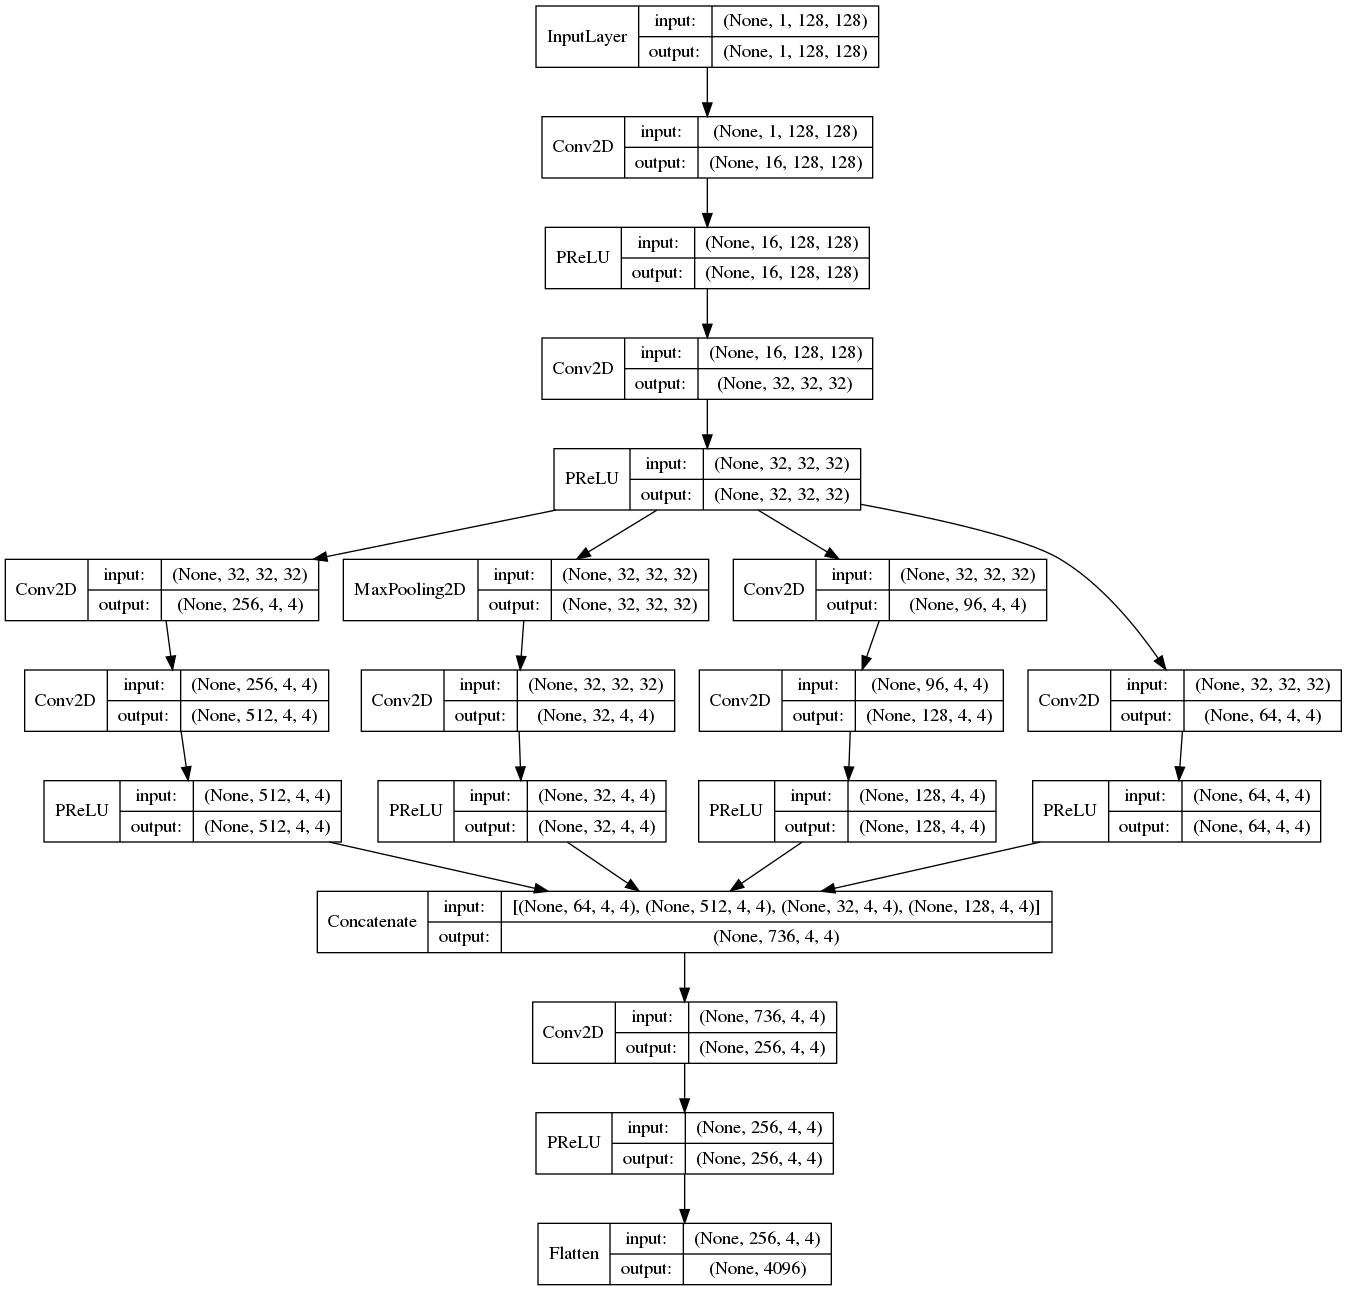 InputLayer
input: (None, 1, 128, 128)
output: (None, 1, 128, 128)
Conv2D
input: (None, 1, 128, 128)
output: (None, 16, 128, 128)
PReLU
input: (None, 16, 128, 128)
output: (None, 16, 128, 128)
Conv2D
input: (None, 16, 128, 128)
output: (None, 32, 32, 32)
PReLU
input: (None, 32, 32, 32)
output: (None, 32, 32, 32)
Conv2D
input: (None, 32, 32, 32)
output: (None, 256, 4, 4)
MaxPooling2D
input: (None, 32, 32, 32)
output: (None, 32, 32, 32)
Conv2D
input: (None, 32, 32, 32)
output: (None, 96, 4, 4)
Conv2D
input: (None, 256, 4, 4)
output: (None, 512, 4, 4)
Conv2D
input: (None, 32, 32, 32)
output: (None, 32, 4, 4)
Conv2D
input: (None, 96, 4, 4)
output: (None, 128, 4, 4)
Conv2D
input: (None, 32, 32, 32)
output: (None, 64, 4, 4)
PReLU
input: (None, 512, 4, 4)
output: (None, 512, 4, 4)
PReLU
input: (None, 32, 4, 4)
output: (None, 32, 4, 4)
PReLU
input: (None, 128, 4, 4)
output: (None, 128, 4, 4)
PReLU
input: (None, 64, 4, 4)
output: (None, 64, 4, 4)
Concatenate
input: [(None, 64, 4, 4), (None, 512, 4, 4), (None, 32, 4, 4), (None, 128, 4, 4)]
output: (None, 736, 4, 4)
Conv2D
input: (None, 736, 4, 4)
output: (None, 256, 4, 4)
PReLU
input: (None, 256, 4, 4)
output: (None, 256, 4, 4)
Flatten
input: (None, 256, 4, 4)
output: (None, 4096)